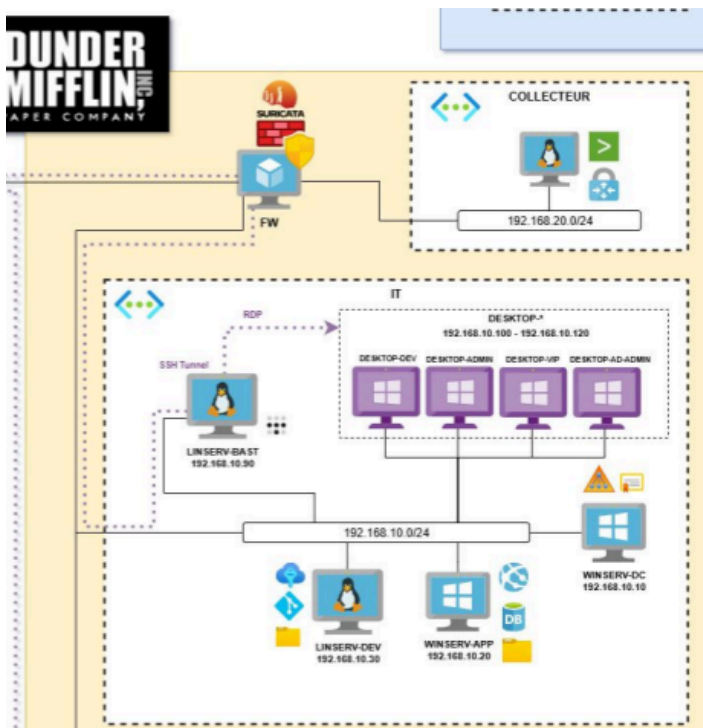 OUNDER
MIFFLIN
INC,
APER COMPANY
SURICATA
FW
COLLECTEUR
>
192.168.20.0/24
IT
RDP
DESKTOP-*
192.168.10.100 - 192.168.10.120
DESKTOP-DEV DESKTOP-ADMIN DESKTOP-VIP DESKTOP-AD-ADMIN
SSH Tunnel
LINSERV-BAST
192.168.10.90
192.168.10.0/24
WINSERV-DC
192.168.10.10
DB
LINSERV-DEV
192.168.10.30
WINSERV-APP
192.168.10.20